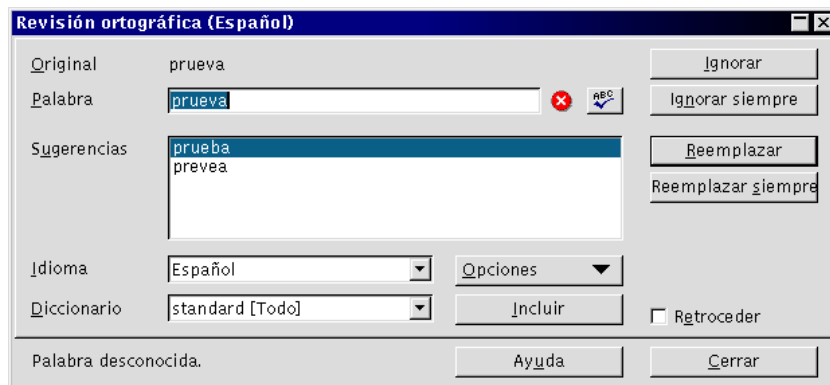 Revisión ortográfica (Español)
Original prueva Ignorar
Palabra prueva ABC Ignorar siempre
Sugerencias prueba Reemplazar
prevea Reemplazar siempre
Idioma Español Opciones
Diccionario standard [Todo] Incluir Retroceder
Palabra desconocida. Ayuda Cerrar